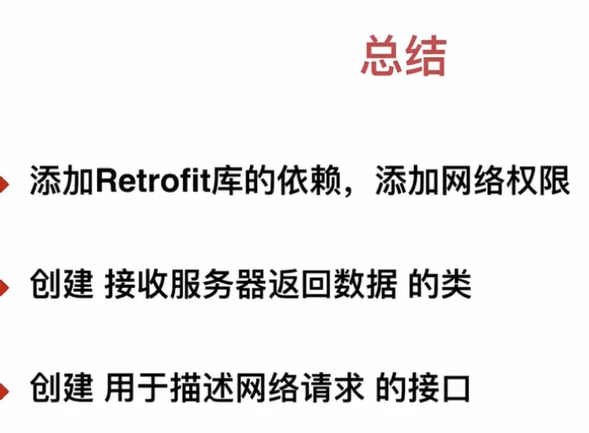 总结
添加Retrofit库的依赖，添加网络权限
创建 接收服务器返回数据 的类
创建 用于描述网络请求 的接口